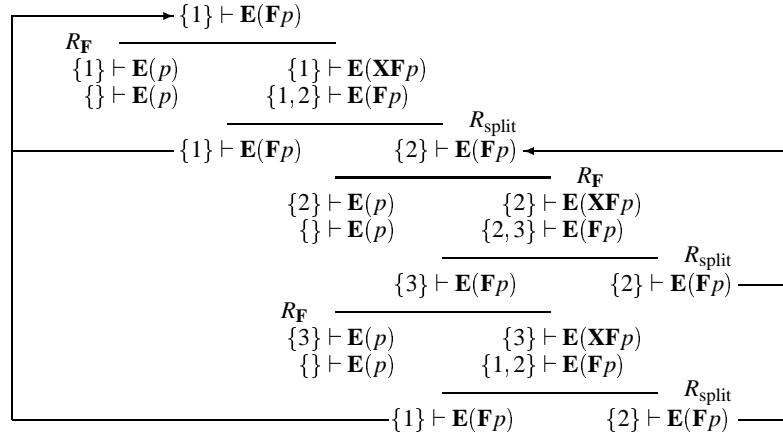 {1} ⊢ E(Fp)
R_F
{1} ⊢ E(p) {1} ⊢ E(XFp)
{} ⊢ E(p) {1,2} ⊢ E(Fp)
R_split
{1} ⊢ E(Fp) {2} ⊢ E(Fp)
R_F
{2} ⊢ E(p) {2} ⊢ E(XFp)
{} ⊢ E(p) {2,3} ⊢ E(Fp)
R_split
{3} ⊢ E(Fp) {2} ⊢ E(Fp)
R_F
{3} ⊢ E(p) {3} ⊢ E(XFp)
{} ⊢ E(p) {1,2} ⊢ E(Fp)
R_split
{1} ⊢ E(Fp) {2} ⊢ E(Fp)